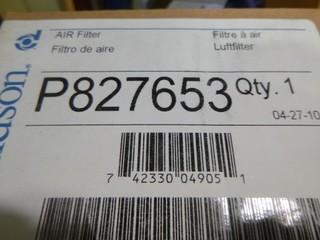 AIR Filter Filtre à air
Filtro de aire Luftfilter
P827653 Qty. 1
04-27-10
7 42330 04905 1